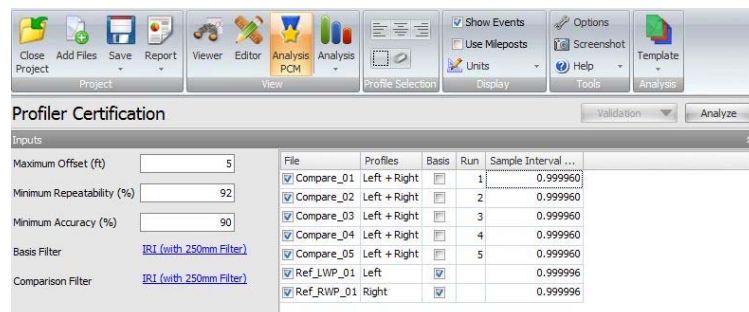 Close Project
Add Files
Save
Report
Viewer
Editor
Analysis PCM
Analysis
Show Events
Use Mileposts
Units
Options
Screenshot
Help
Template
Project
View
Profile Selection
Display
Tools
Analysis
Profiler Certification
Validation
Analyze
Inputs
Maximum Offset (ft) 5
Minimum Repeatability (%) 92
Minimum Accuracy (%) 90
Basis Filter IRI (with 250mm Filter)
Comparison Filter IRI (with 250mm Filter)
File Profiles Basis Run Sample Interval ...
Compare_01 Left + Right 1 0.999960
Compare_02 Left + Right 2 0.999960
Compare_03 Left + Right 3 0.999960
Compare_04 Left + Right 4 0.999960
Compare_05 Left + Right 5 0.999960
Ref_LWP_01 Left 0.999996
Ref_RWP_01 Right 0.999996